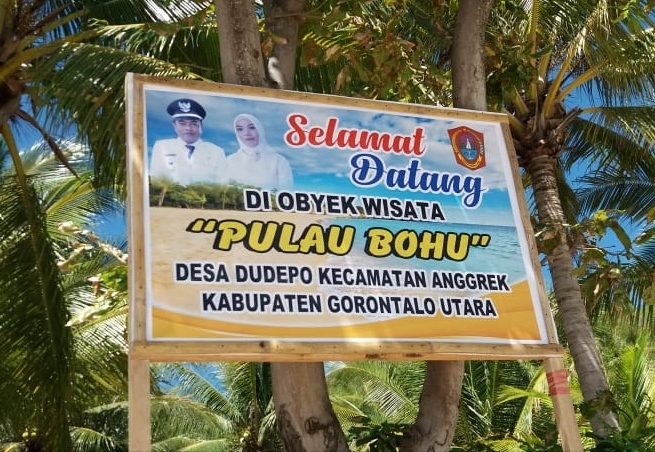 Selamat
Datang
DI OBYEK WISATA
"PULAU BOHU"
DESA DUDEPO KECAMATAN ANGGREK
KABUPATEN GORONTALO UTARA